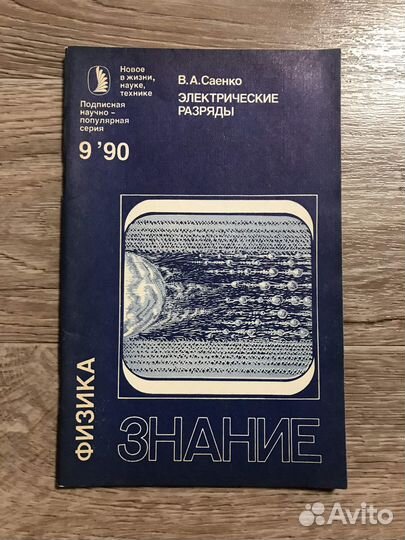 Новое
в жизни,
науке,
технике
Подписная
научно-
популярная
серия
9 '90
В.А.Саенко
ЭЛЕКТРИЧЕСКИЕ
РАЗРЯДЫ
ФИЗИКА
ЗНАНИЕ
Avito